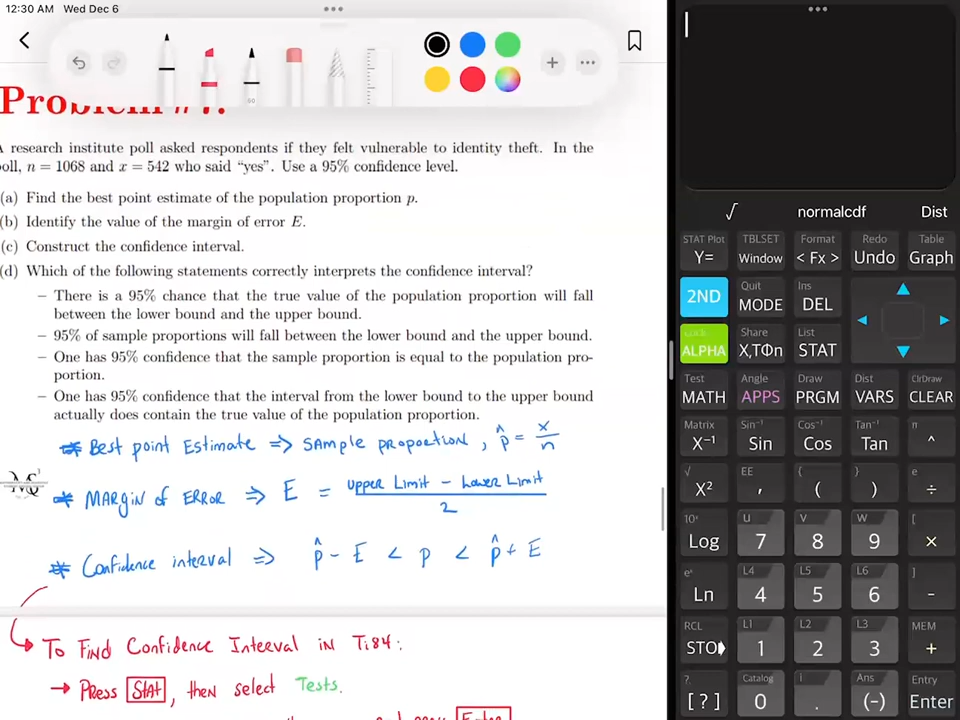 12:30 AM Wed Dec 6
Problem #7:
A research institute poll asked respondents if they felt vulnerable to identity theft. In the
poll, n = 1068 and x = 542 who said “yes”. Use a 95% confidence level.
(a) Find the best point estimate of the population proportion p.
(b) Identify the value of the margin of error E.
(c) Construct the confidence interval.
(d) Which of the following statements correctly interprets the confidence interval?
– There is a 95% chance that the true value of the population proportion will fall
between the lower bound and the upper bound.
– 95% of sample proportions will fall between the lower bound and the upper bound.
– One has 95% confidence that the sample proportion is equal to the population pro-
portion.
– One has 95% confidence that the interval from the lower bound to the upper bound
actually does contain the true value of the population proportion.
* Best point Estimate ⇒ Sample proportion, p̂ = x/n
* Margin of Error ⇒ E = (Upper Limit - Lower Limit)/2
* Confidence interval ⇒ p̂ - E < p < p̂ + E
To Find Confidence Interval in Ti84:
→ Press STAT, then select Tests.
Enter
√ normalcdf Dist
STAT Plot TBLSET Format Redo Table
Y= Window < Fx > Undo Graph
Quit Ins
2ND MODE DEL
Share List
ALPHA X,TΘn STAT
Test Angle Draw Dist ClrDraw
MATH APPS PRGM VARS CLEAR
Matrix Sin⁻¹ Cos⁻¹ Tan⁻¹ π
X⁻¹ Sin Cos Tan ^
√ EE { } e
X² , ( ) ÷
10ˣ U V W [
Log 7 8 9 ×
eˣ L4 L5 L6 ]
Ln 4 5 6 -
RCL L1 L2 L3 MEM
STO 1 2 3 +
? Catalog i Ans Entry
[ ? ] 0 . (-) Enter